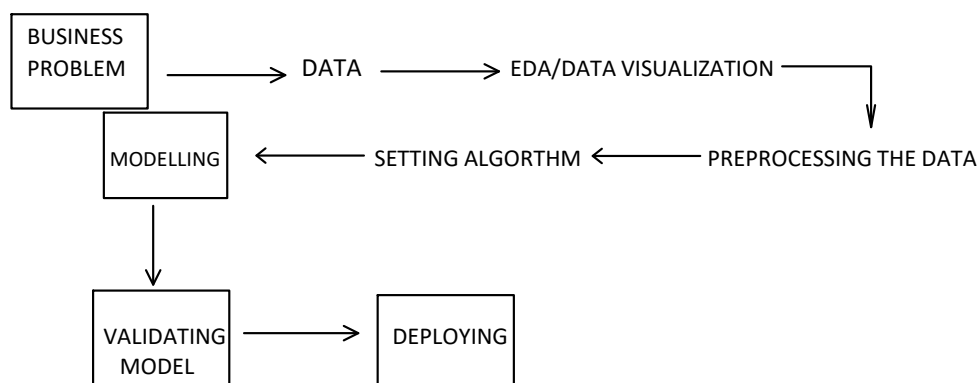 BUSINESS
PROBLEM
DATA
EDA/DATA VISUALIZATION
PREPROCESSING THE DATA
SETTING ALGORTHM
MODELLING
VALIDATING
MODEL
DEPLOYING